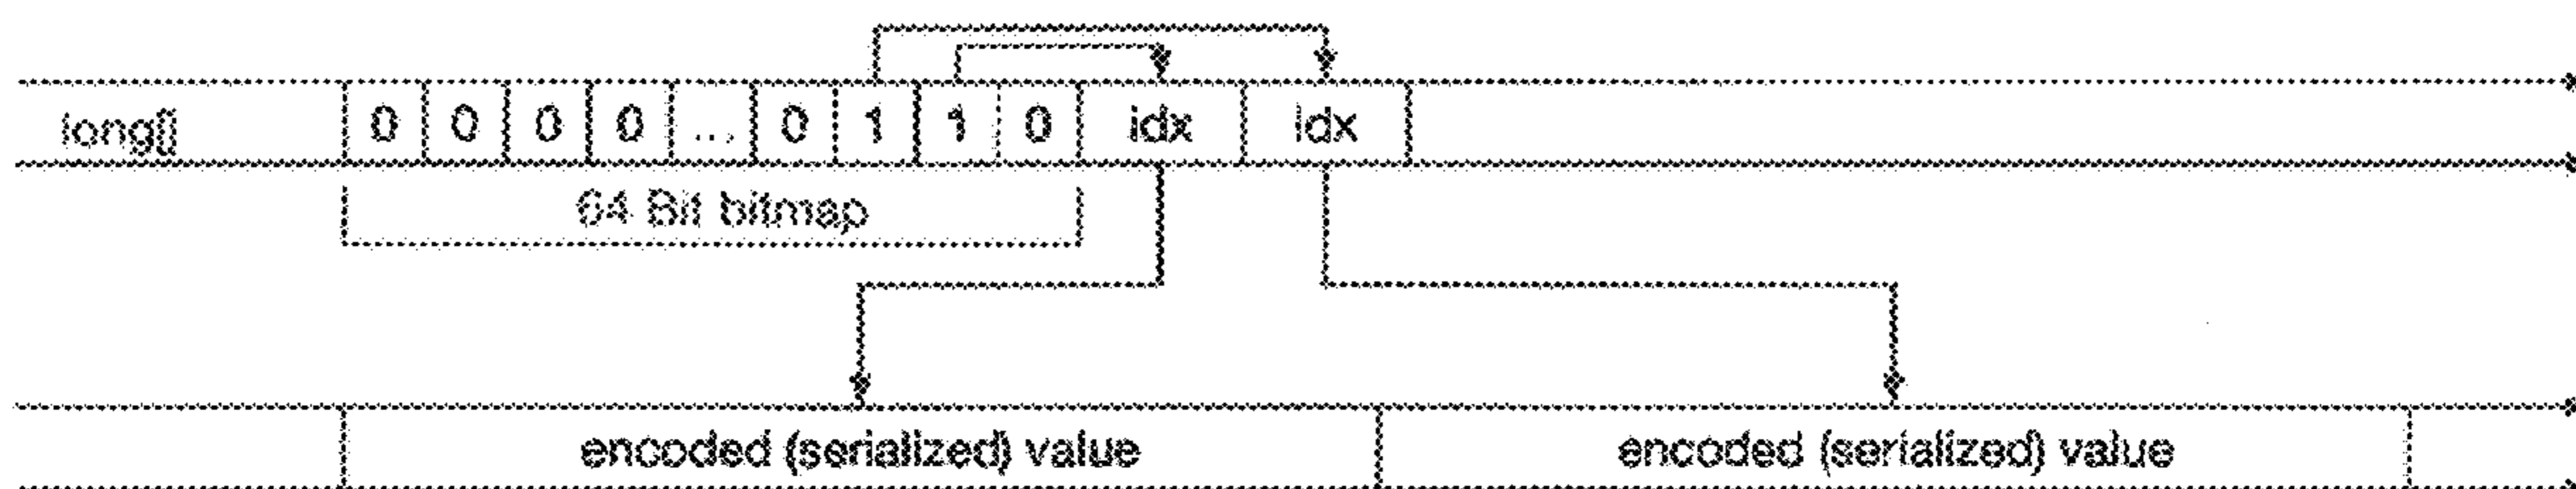 long[] 0 0 0 0 ... 0 1 1 0 idx idx
64 Bit bitmap
encoded (serialized) value encoded (serialized) value